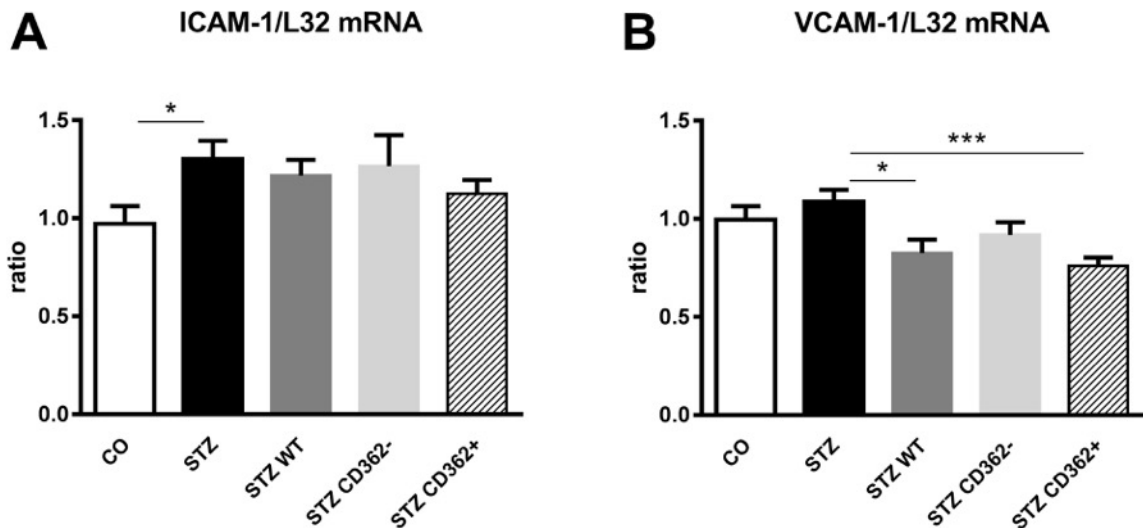 A
ICAM-1/L32 mRNA
1.5
1.0
0.5
0.0
ratio
*
CO
STZ
STZ WT
STZ CD362-
STZ CD362+
B
VCAM-1/L32 mRNA
1.5
1.0
0.5
0.0
ratio
***
*
CO
STZ
STZ WT
STZ CD362-
STZ CD362+